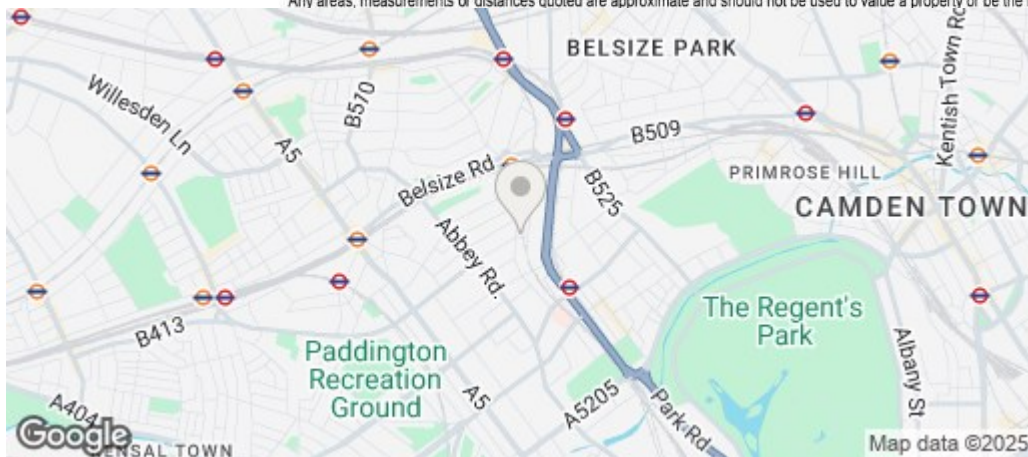 Any areas, measurements or distances quoted are approximate and should not be used to value a property or be the
BELSIZE PARK
Kentish Town Rd
Willesden Ln
B510
A5
B509
Belsize Rd
B525
PRIMROSE HILL
CAMDEN TOWN
Abbey Rd.
The Regent's
Park
B413
Paddington
Recreation
Ground
A5
A5205
Park Rd
Albany St
A404
Google
ENSAL TOWN
Map data ©2025